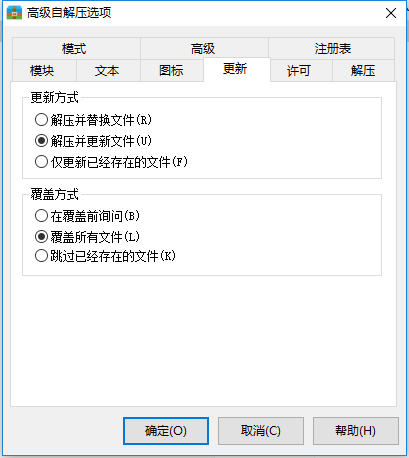 高级自解压选项
模式 高级 注册表
模块 文本 图标 更新 许可 解压
更新方式
解压并替换文件(R)
解压并更新文件(U)
仅更新已经存在的文件(F)
覆盖方式
在覆盖前询问(B)
覆盖所有文件(L)
跳过已经存在的文件(K)
确定(O) 取消(C) 帮助(H)